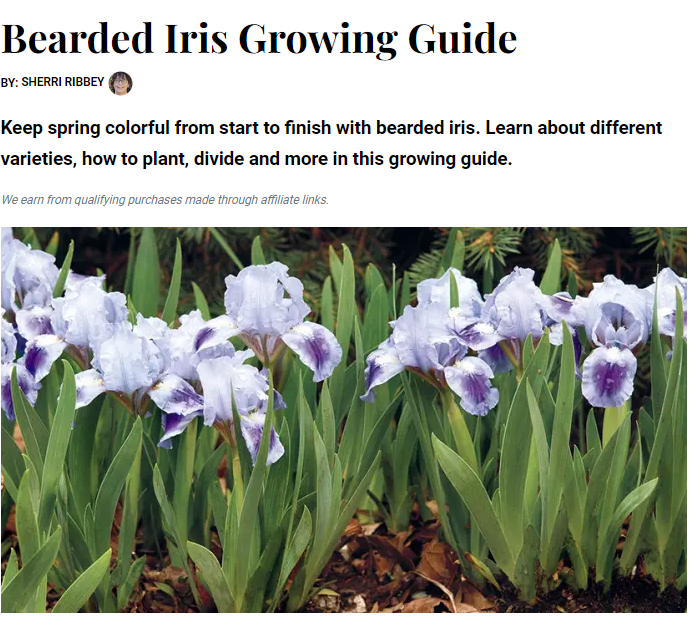 Bearded Iris Growing Guide
BY: SHERRI RIBBEY
Keep spring colorful from start to finish with bearded iris. Learn about different
varieties, how to plant, divide and more in this growing guide.
We earn from qualifying purchases made through affiliate links.